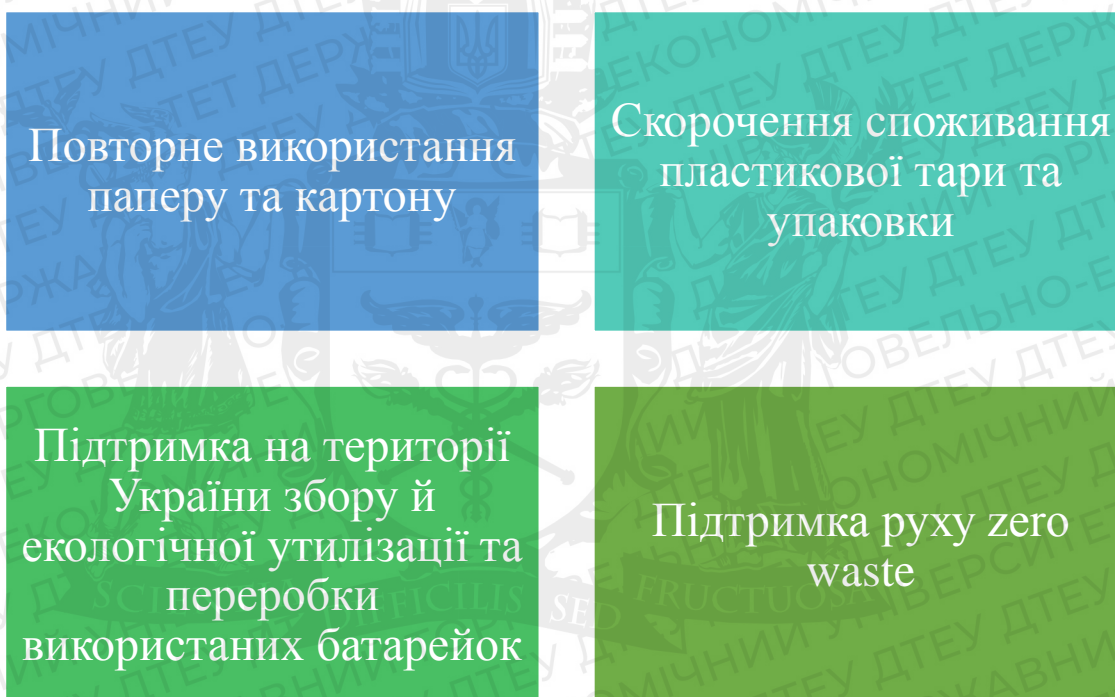 Повторне використання
паперу та картону
Скорочення споживання
пластикової тари та
упаковки
Підтримка на території
України збору й
екологічної утилізації та
переробки
використаних батарейок
Підтримка руху zero
waste